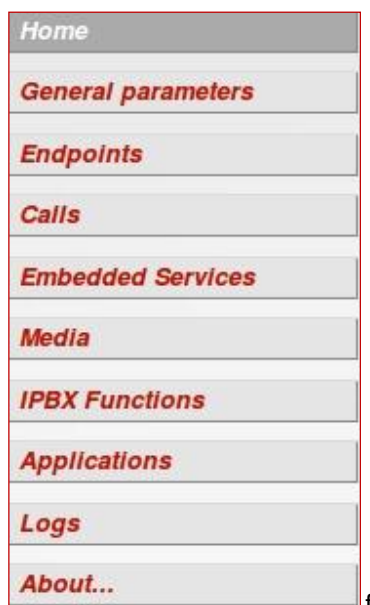 Home
General parameters
Endpoints
Calls
Embedded Services
Media
IPBX Functions
Applications
Logs
About...